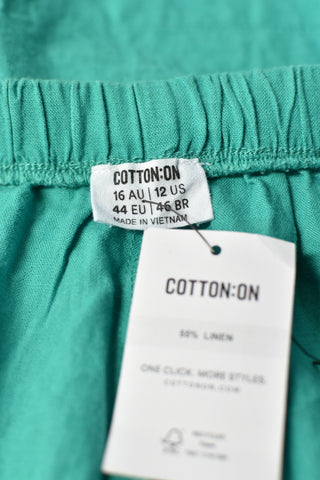 COTTON:ON
16 AU | 12 US
44 EU | 46 BR
MADE IN VIETNAM
COTTON:ON
LINEN
ONE CLICK. MORE STYLES.
COTTONON.COM